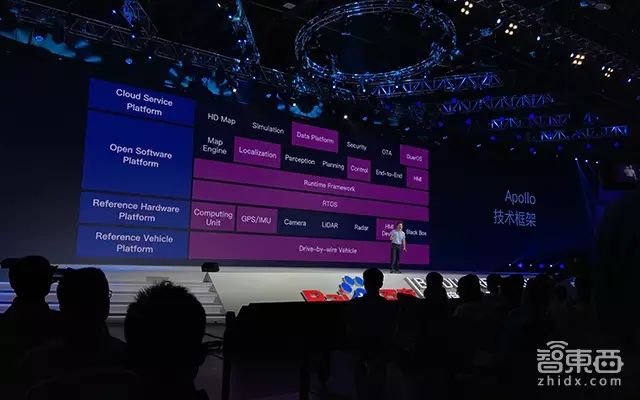 Cloud Service
Platform
HD Map
Simulation
Data Platform
Security
OTA
DuerOS
Open Software
Platform
Map
Engine
Localization
Perception
Planning
Control
End-to-End
HMI
Runtime Framework
RTOS
Reference Hardware
Platform
Computing
Unit
GPS/IMU
Camera
LiDAR
Radar
HMI
Black Box
Reference Vehicle
Platform
Drive-by-wire Vehicle
Apollo
技术框架
智東西
zhidx.com